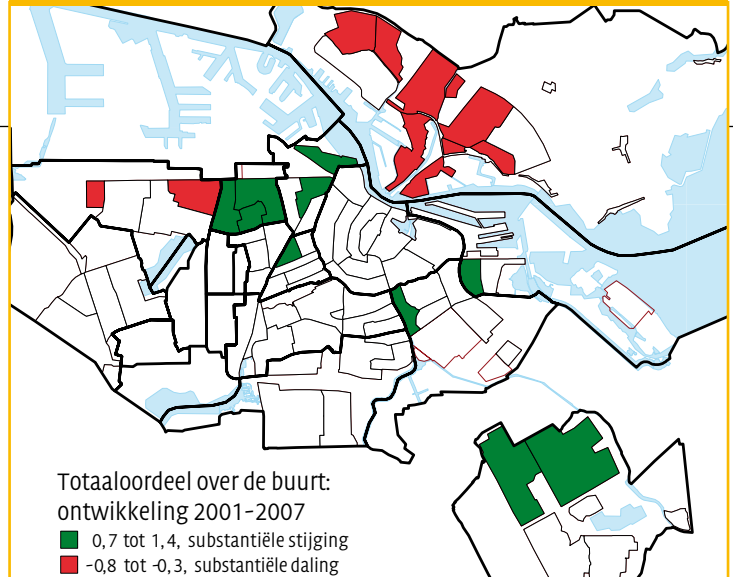 Totaaloordeel over de buurt:
ontwikkeling 2001-2007
0,7 tot 1,4, substantiële stijging
-0,8 tot -0,3, substantiële daling